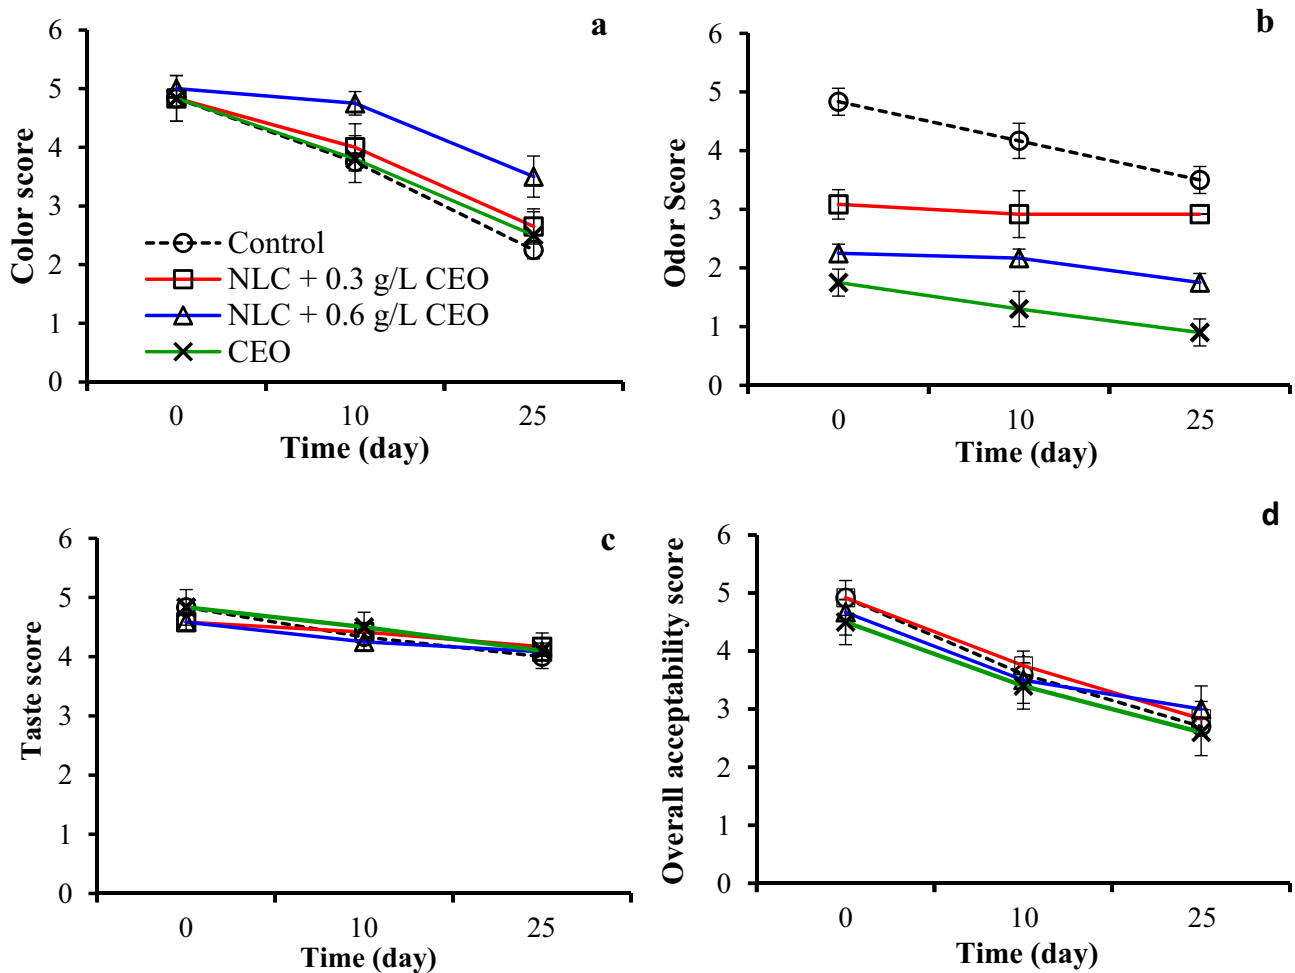 a
Color score
6
5
4
3
2
1
0
Control
NLC + 0.3 g/L CEO
NLC + 0.6 g/L CEO
CEO
0 10 25
Time (day)
b
Odor Score
6
5
4
3
2
1
0
0 10 25
Time (day)
c
Taste score
6
5
4
3
2
1
0
0 10 25
Time (day)
d
Overall acceptability score
6
5
4
3
2
1
0
0 10 25
Time (day)